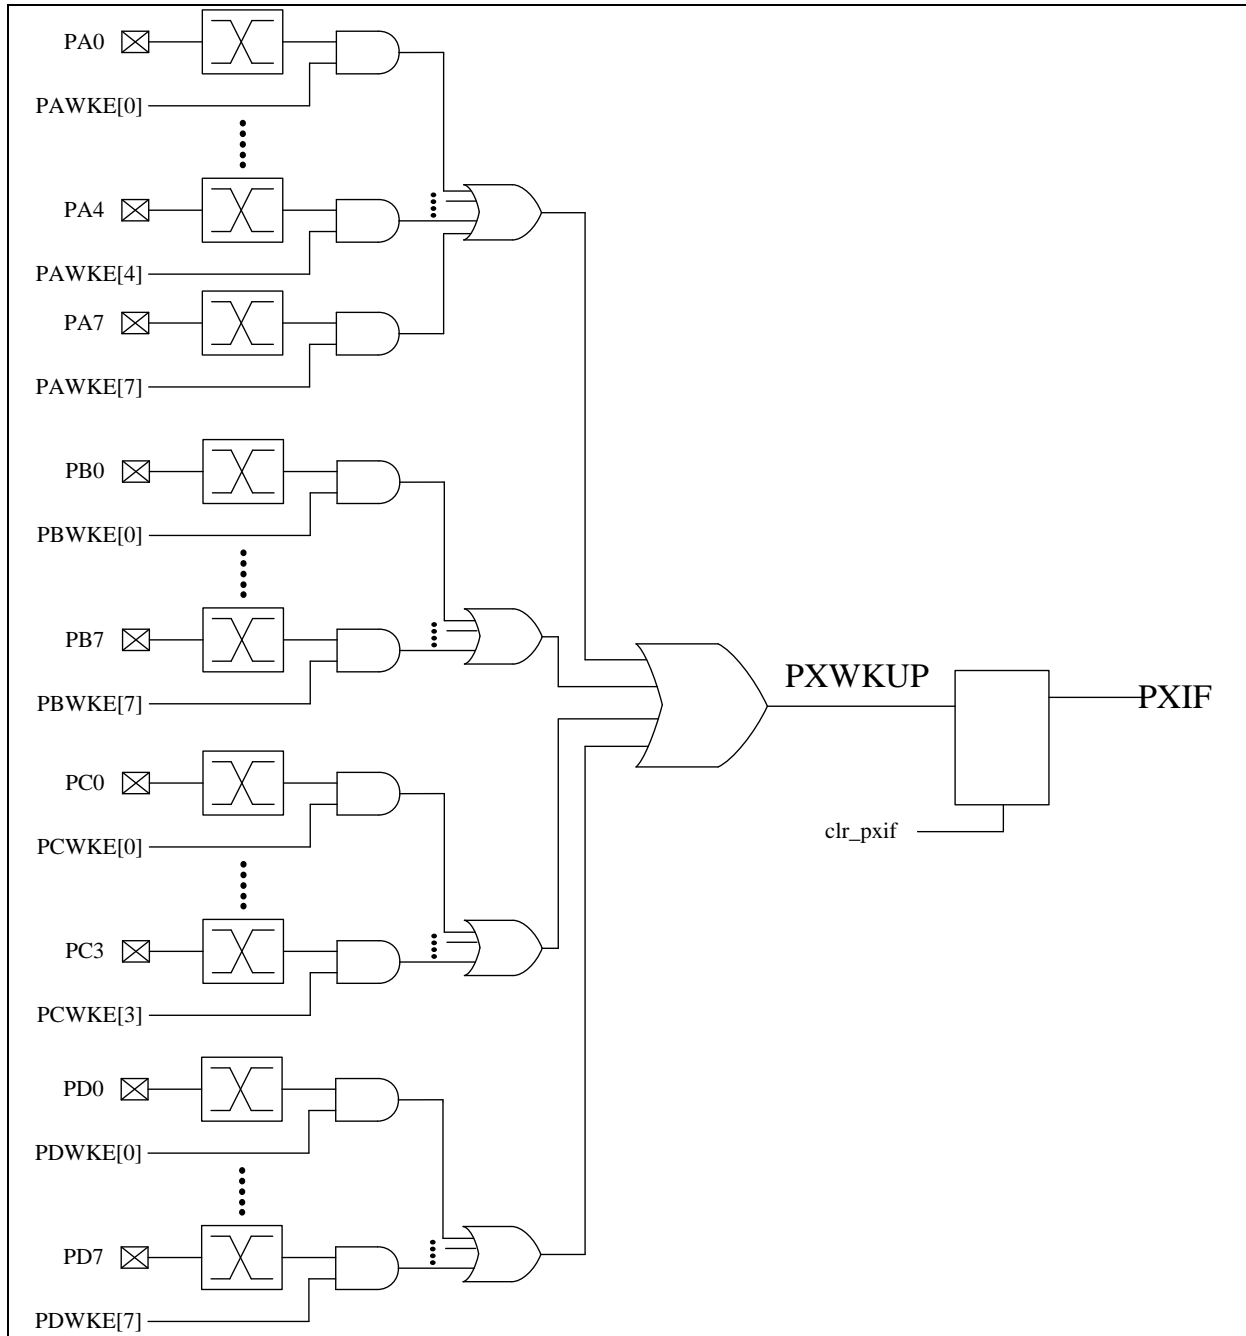 PA0
PAWKE[0]
PA4
PAWKE[4]
PA7
PAWKE[7]
PB0
PBWKE[0]
PB7
PBWKE[7]
PC0
PCWKE[0]
PC3
PCWKE[3]
PD0
PDWKE[0]
PD7
PDWKE[7]
PXWKUP
PXIF
clr_pxif